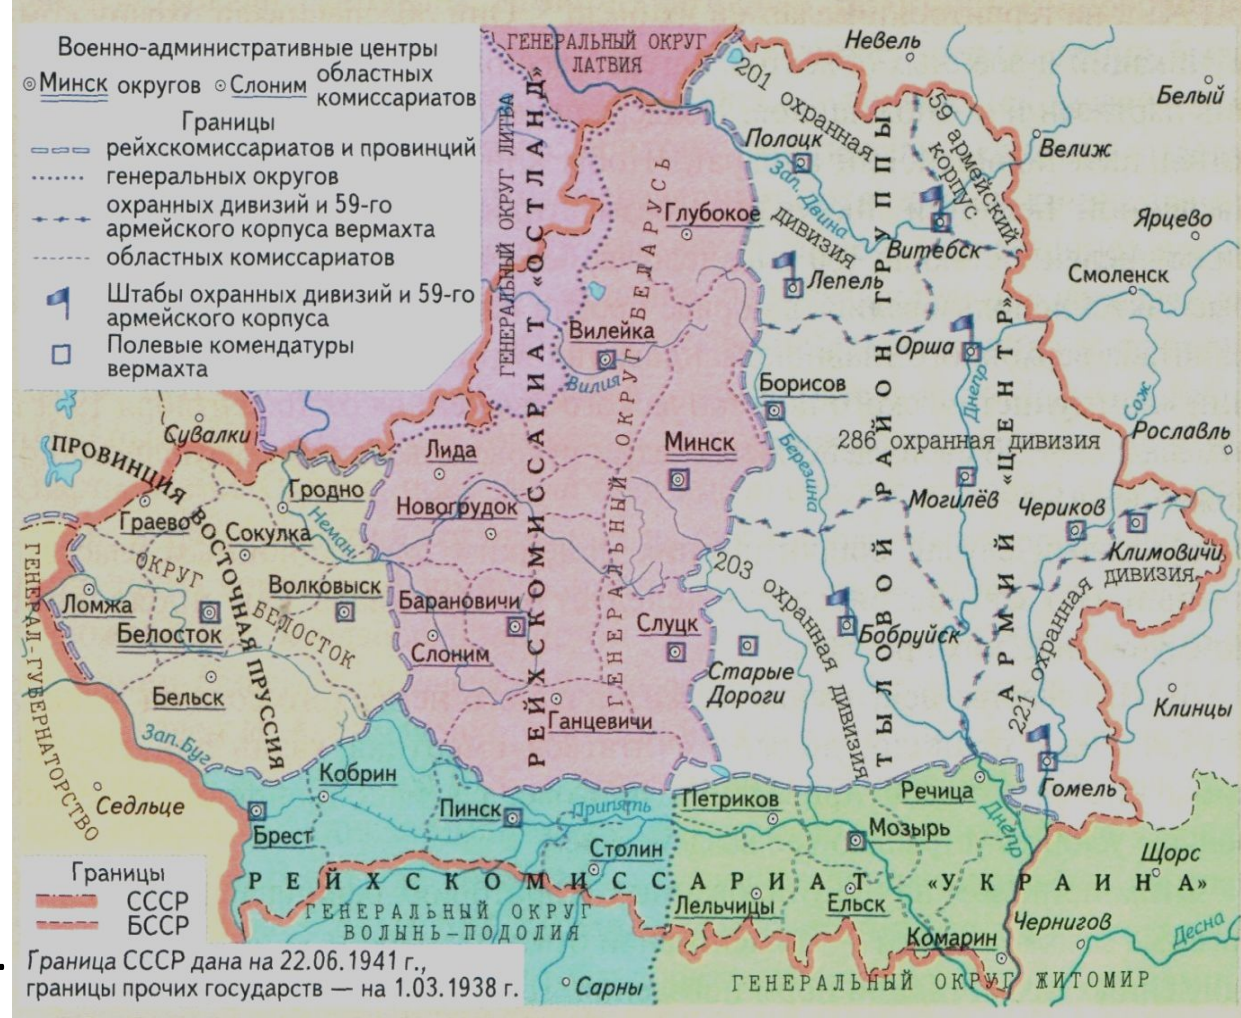 Военно-административные центры
Минск округов
Слоним областных комиссариатов
Границы
рейхскомиссариатов и провинций
генеральных округов
охранных дивизий и 59-го
армейского корпуса вермахта
областных комиссариатов
Штабы охранных дивизий и 59-го
армейского корпуса
Полевые комендатуры
вермахта
ГЕНЕРАЛЬНЫЙ ОКРУГ
ЛАТВИЯ
ГЕНЕРАЛЬНЫЙ ОКРУГ ЛИТВА
РЕЙХСКОМИССАРИАТ «ОСТЛАНД»
ГЕНЕРАЛЬНЫЙ ОКРУГ БЕЛАРУСЬ
ТЫЛОВОЙ РАЙОН ГРУППЫ
АРМИЙ «ЦЕНТР»
201 охранная
дивизия
59 армейский
корпус
Невель
Белый
Велиж
Полоцк
Зап. Двина
Глубокое
Витебск
Ярцево
Смоленск
Лепель
Вилейка
Вилия
Орша
Днепр
Борисов
Березина
Сож
Рославль
286 охранная дивизия
Минск
Могилёв
Чериков
Климовичи
Сувалки
ПРОВИНЦИЯ ВОСТОЧНАЯ ПРУССИЯ
Лида
Гродно
Неман
Новогрудок
Граево
Сокулка
ОКРУГ
БЕЛОСТОК
Волковыск
Ломжа
Белосток
Барановичи
Слоним
Слуцк
Старые
Дороги
203 охранная дивизия
Бобруйск
221 охранная
дивизия
Бельск
Ганцевичи
Клинцы
ГЕНЕРАЛ-ГУБЕРНАТОРСТВО
Зап.Буг
Седльце
Кобрин
Брест
Пинск
Припять
Петриков
Речица
Гомель
Днепр
Мозырь
Столин
РЕЙХСКОМИССАРИАТ «УКРАИНА»
Щорс
Лельчицы
Ельск
Комарин
Чернигов
Десна
ГЕНЕРАЛЬНЫЙ ОКРУГ
ВОЛЫНЬ-ПОДОЛИЯ
ГЕНЕРАЛЬНЫЙ ОКРУГ ЖИТОМИР
Сарны
Границы
СССР
БССР
Граница СССР дана на 22.06.1941 г.,
границы прочих государств — на 1.03.1938 г.